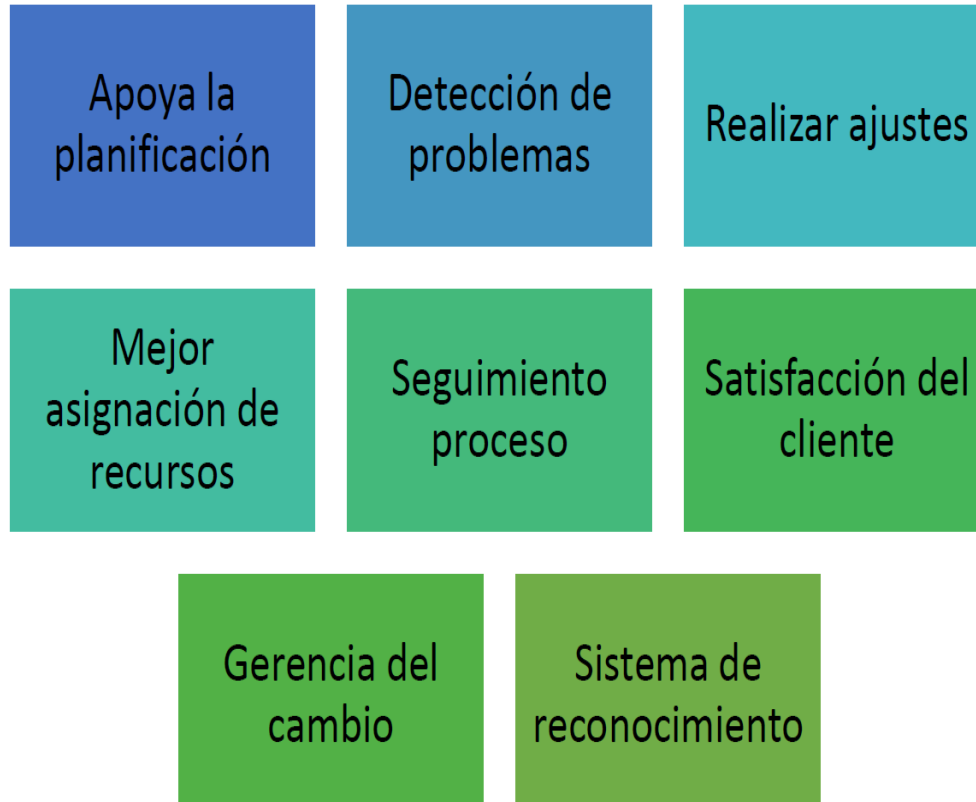 Apoya la
planificación
Detección de
problemas
Realizar ajustes
Mejor
asignación de
recursos
Seguimiento
proceso
Satisfacción del
cliente
Gerencia del
cambio
Sistema de
reconocimiento